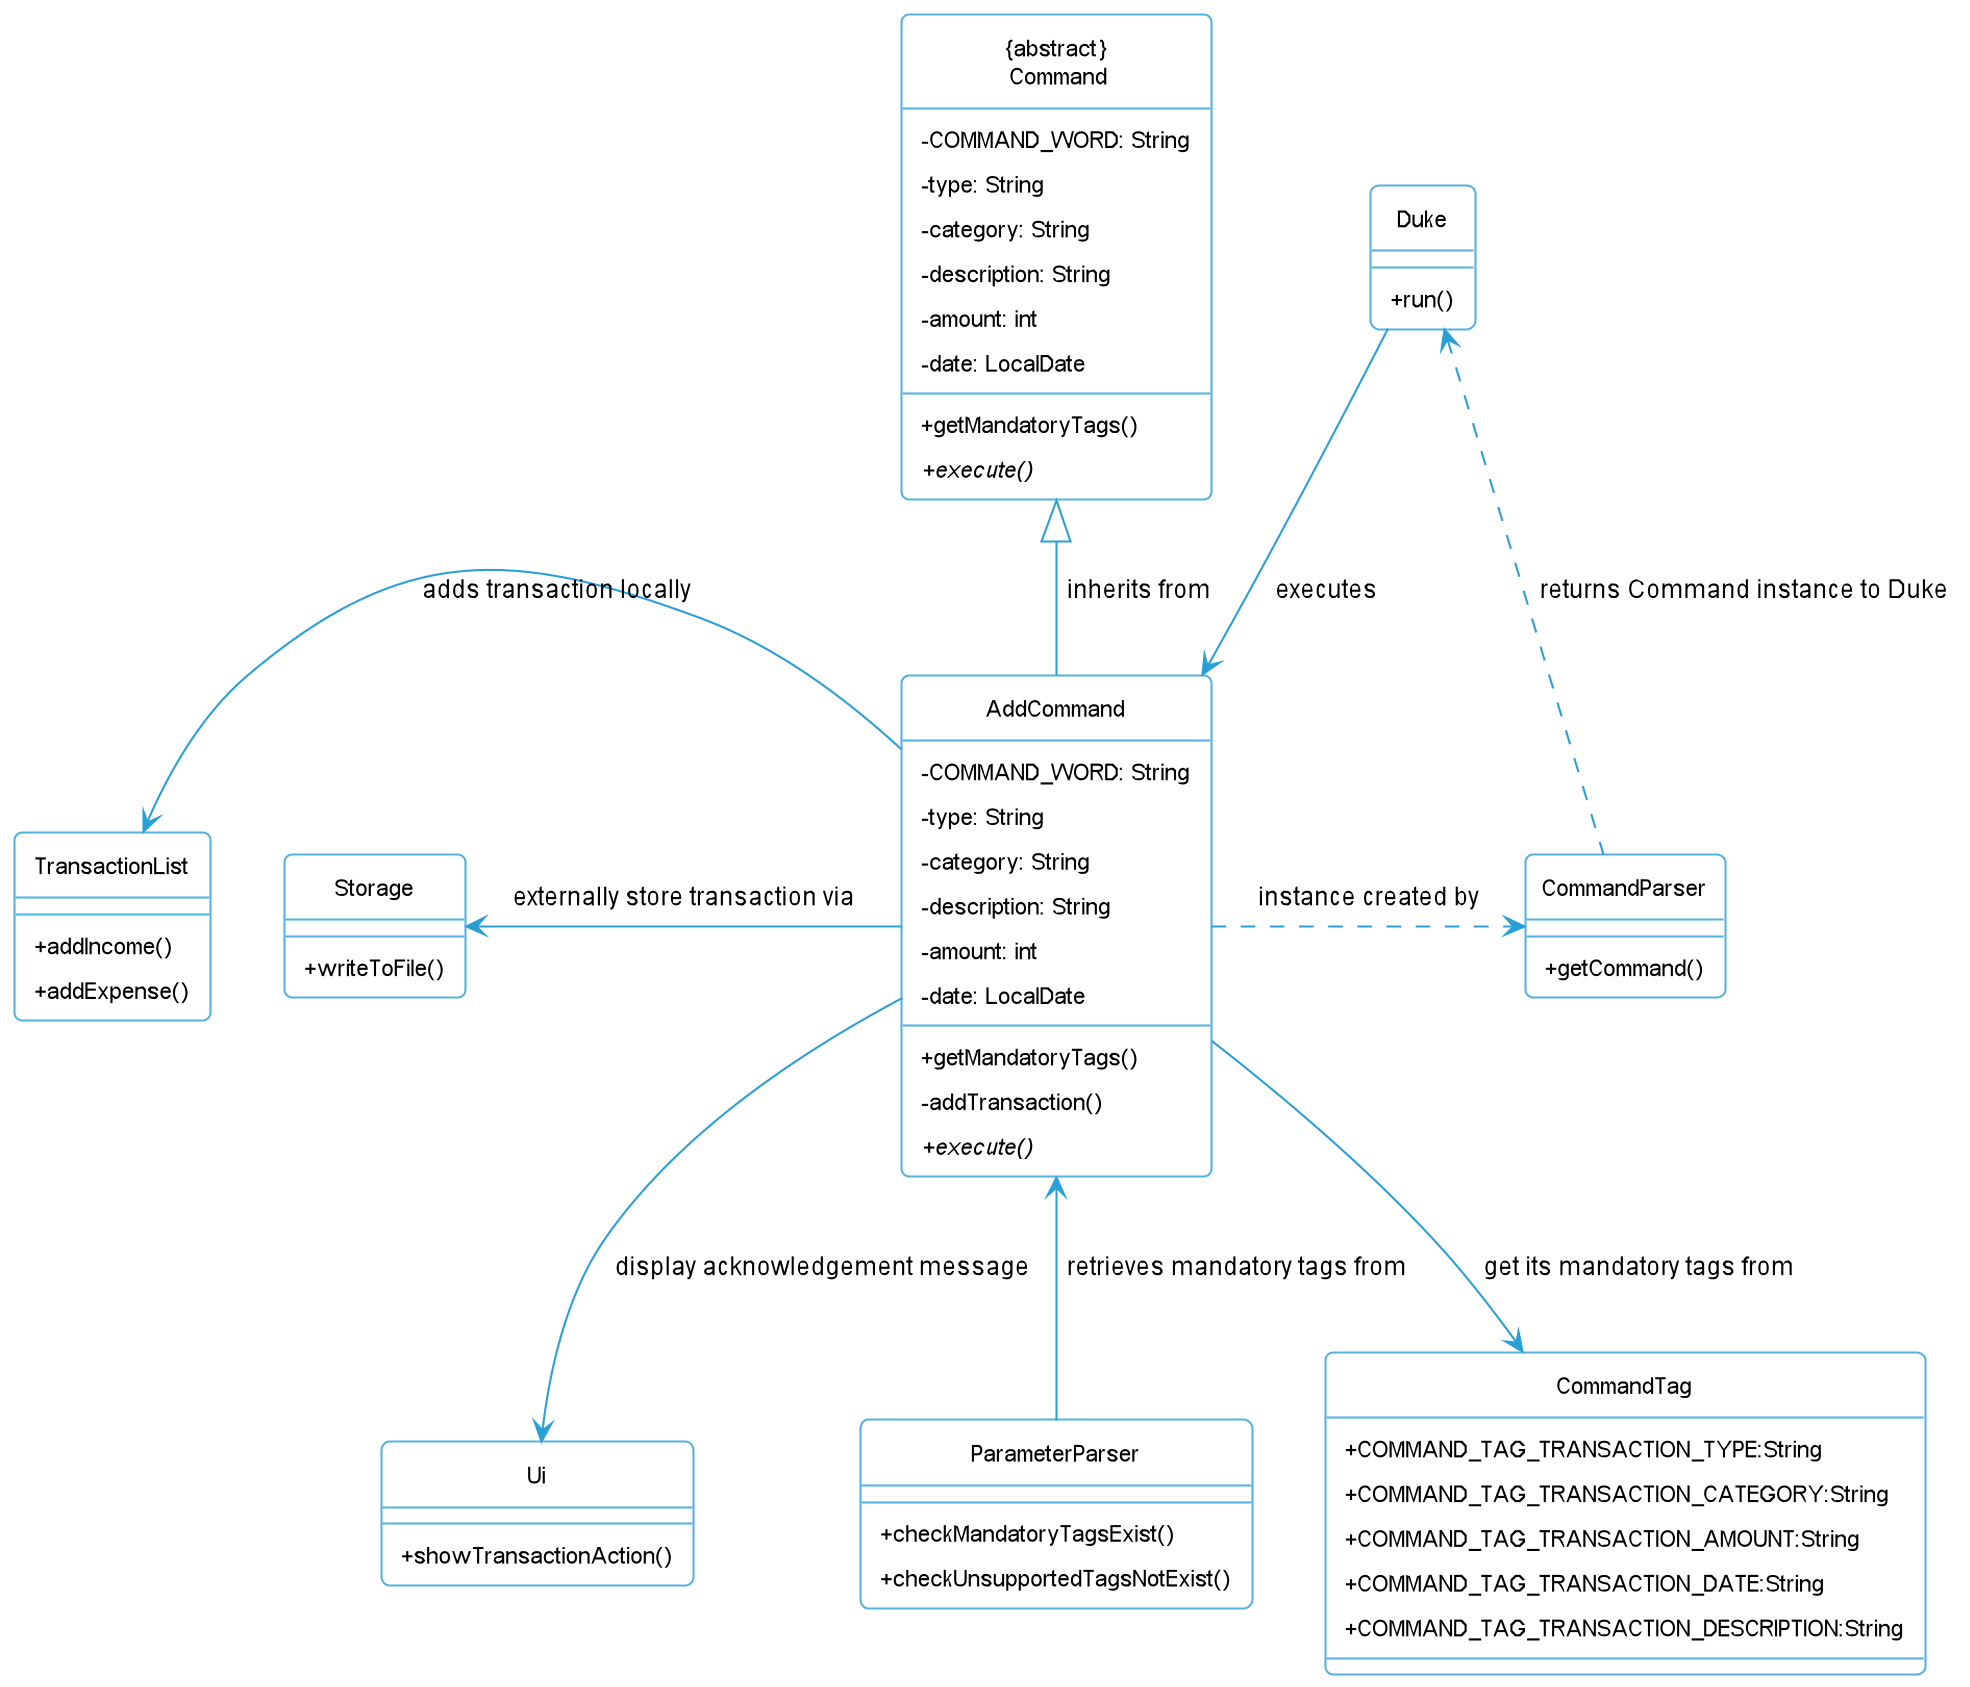 {abstract}
Command
-COMMAND_WORD: String
-type: String
-category: String
-description: String
-amount: int
-date: LocalDate
+getMandatoryTags()
+execute()
Duke
+run()
adds transaction locally
inherits from
executes
returns Command instance to Duke
AddCommand
-COMMAND_WORD: String
-type: String
-category: String
-description: String
-amount: int
-date: LocalDate
+getMandatoryTags()
-addTransaction()
+execute()
TransactionList
+addIncome()
+addExpense()
Storage
+writeToFile()
externally store transaction via
instance created by
CommandParser
+getCommand()
display acknowledgement message
retrieves mandatory tags from
get its mandatory tags from
Ui
+showTransactionAction()
ParameterParser
+checkMandatoryTagsExist()
+checkUnsupportedTagsNotExist()
CommandTag
+COMMAND_TAG_TRANSACTION_TYPE:String
+COMMAND_TAG_TRANSACTION_CATEGORY:String
+COMMAND_TAG_TRANSACTION_AMOUNT:String
+COMMAND_TAG_TRANSACTION_DATE:String
+COMMAND_TAG_TRANSACTION_DESCRIPTION:String